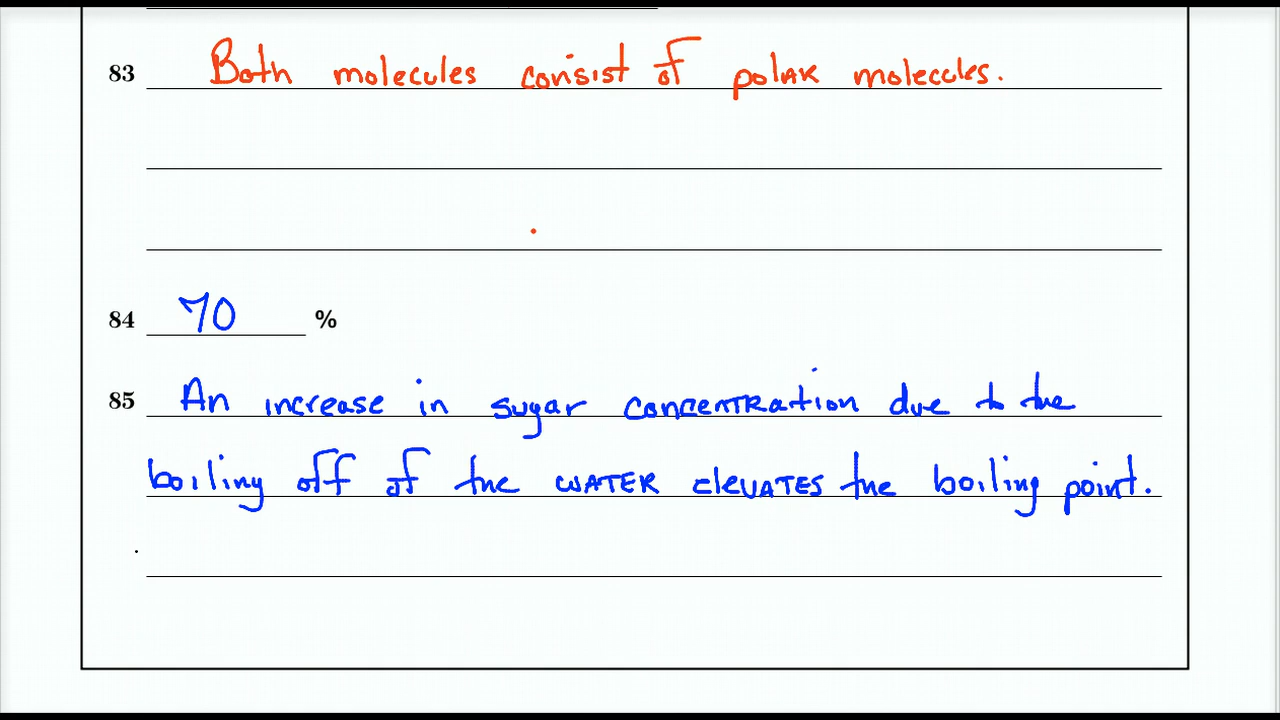 83 Both molecules consist of polar moleccles.
84 70 %
85 An increase in sugar concentration due to the
boiling off of the WATER elevATES the boiling point.